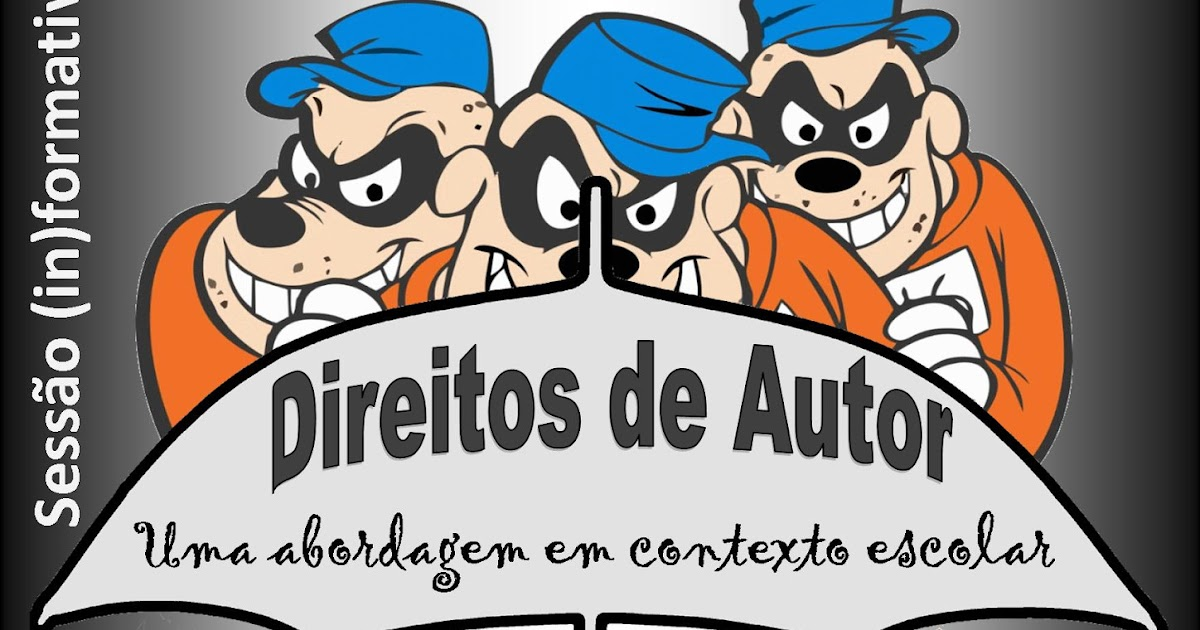 Sessão (in)formativ
Direitos de Autor
Uma abordagem em contexto escolar